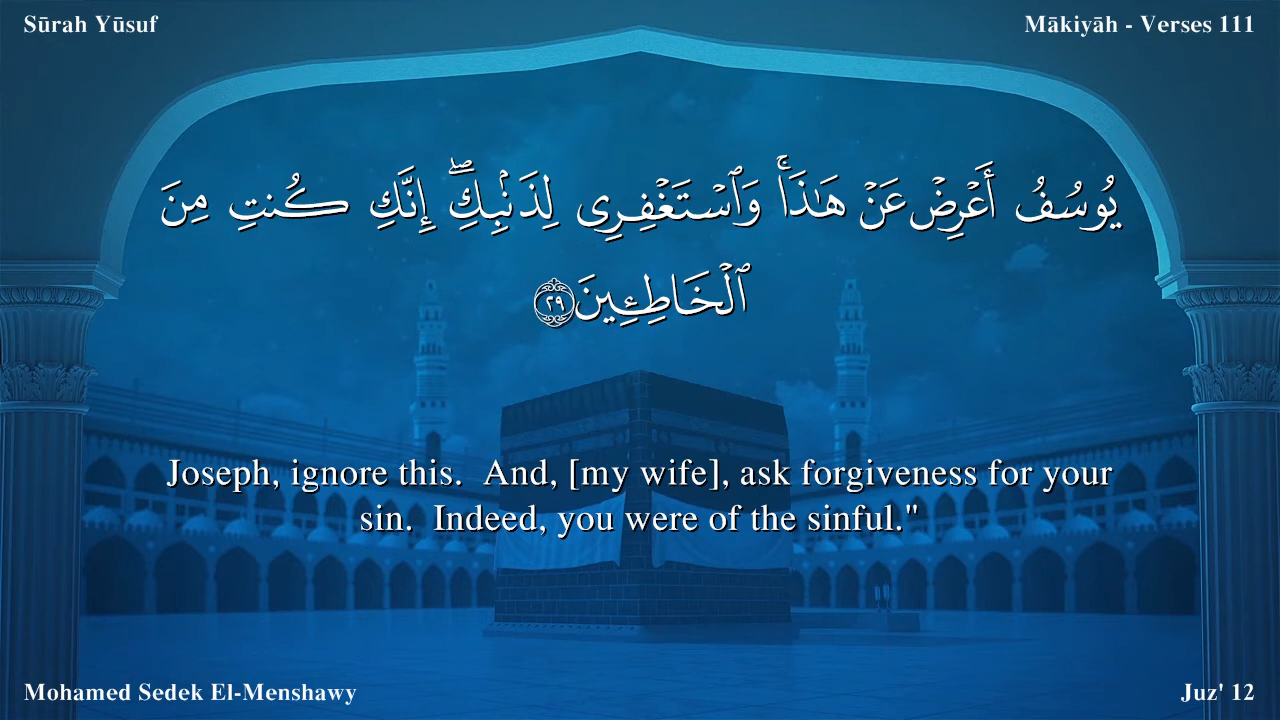 Sūrah Yūsuf
Mākiyāh - Verses 111
يُوسُفُ أَعْرِضْ عَنْ هَـٰذَا ۚ وَٱسْتَغْفِرِى لِذَنۢبِكِ ۖ إِنَّكِ كُنتِ مِنَ
ٱلْخَاطِـِٔينَ ٢٩
Joseph, ignore this.  And, [my wife], ask forgiveness for your
sin.  Indeed, you were of the sinful."
Mohamed Sedek El-Menshawy
Juz' 12